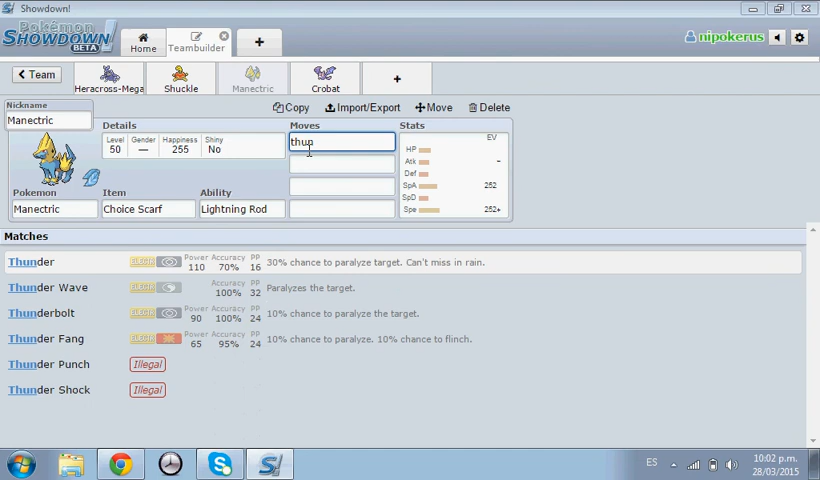 Showdown!
Pokémon
SHOWDOWN!
BETA
Home
Teambuilder
+
nipokerus
< Team
Heracross-Mega
Shuckle
Manectric
Crobat
+
Nickname
Manectric
Copy Import/Export Move Delete
Details
Level Gender Happiness Shiny
50 — 255 No
Moves
thun
Stats
EV
HP
Atk -
Def
SpA 252
SpD
Spe 252+
Pokemon Item Ability
Manectric Choice Scarf Lightning Rod
Matches
Thunder ELECTR Power 110 Accuracy 70% PP 16 30% chance to paralyze target. Can't miss in rain.
Thunder Wave ELECTR Accuracy 100% PP 32 Paralyzes the target.
Thunderbolt ELECTR Power 90 Accuracy 100% PP 24 10% chance to paralyze the target.
Thunder Fang ELECTR Power 65 Accuracy 95% PP 24 10% chance to paralyze. 10% chance to flinch.
Thunder Punch Illegal
Thunder Shock Illegal
ES
10:02 p.m.
28/03/2015